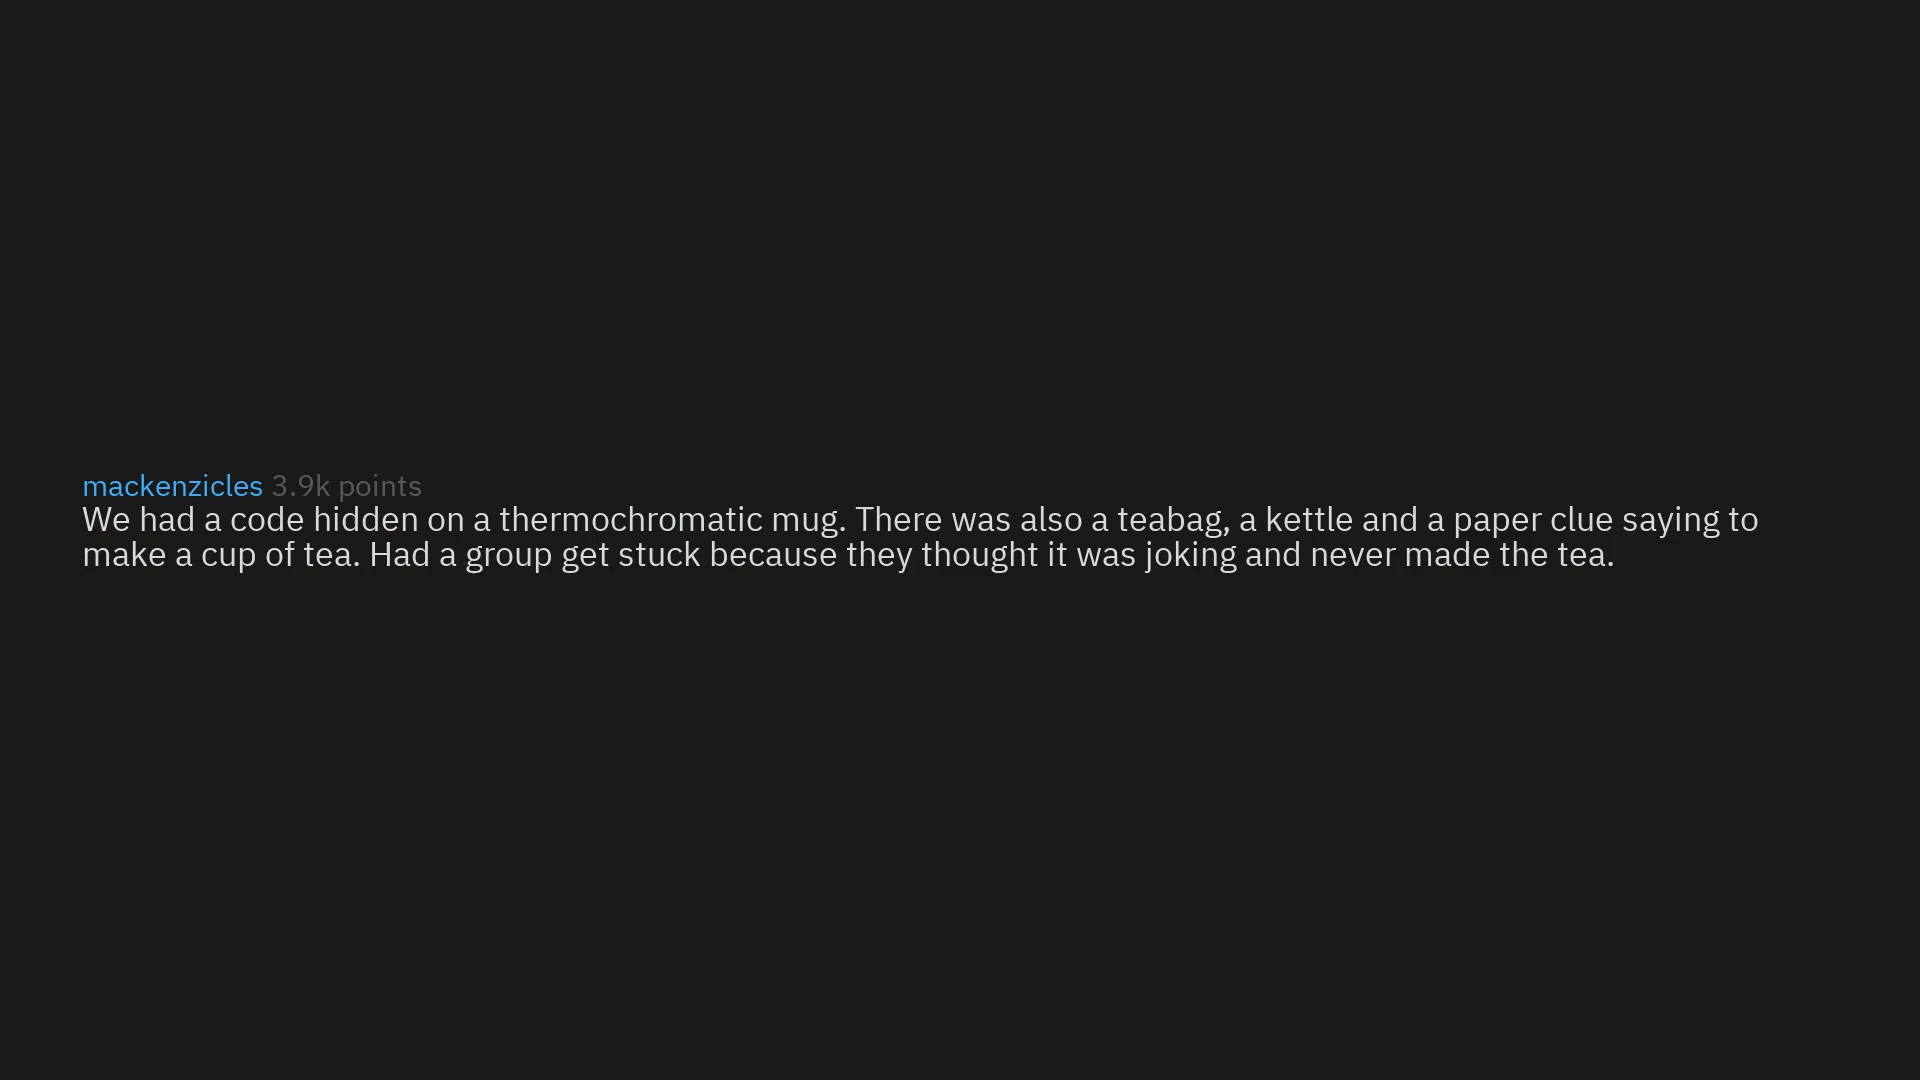 mackenzicles 3.9k points
We had a code hidden on a thermochromatic mug. There was also a teabag, a kettle and a paper clue saying to
make a cup of tea. Had a group get stuck because they thought it was joking and never made the tea.